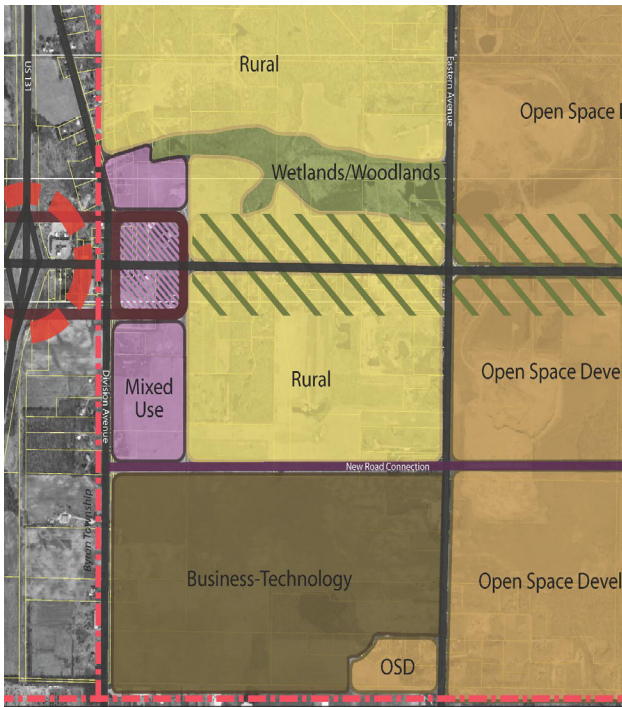 Rural
US 131
Eastern Avenue
Open Space
Wetlands/Woodlands
Mixed
Use
Rural
Open Space Deve
Division Avenue
New Road Connection
Byron Township
Business-Technology
Open Space Devel
OSD